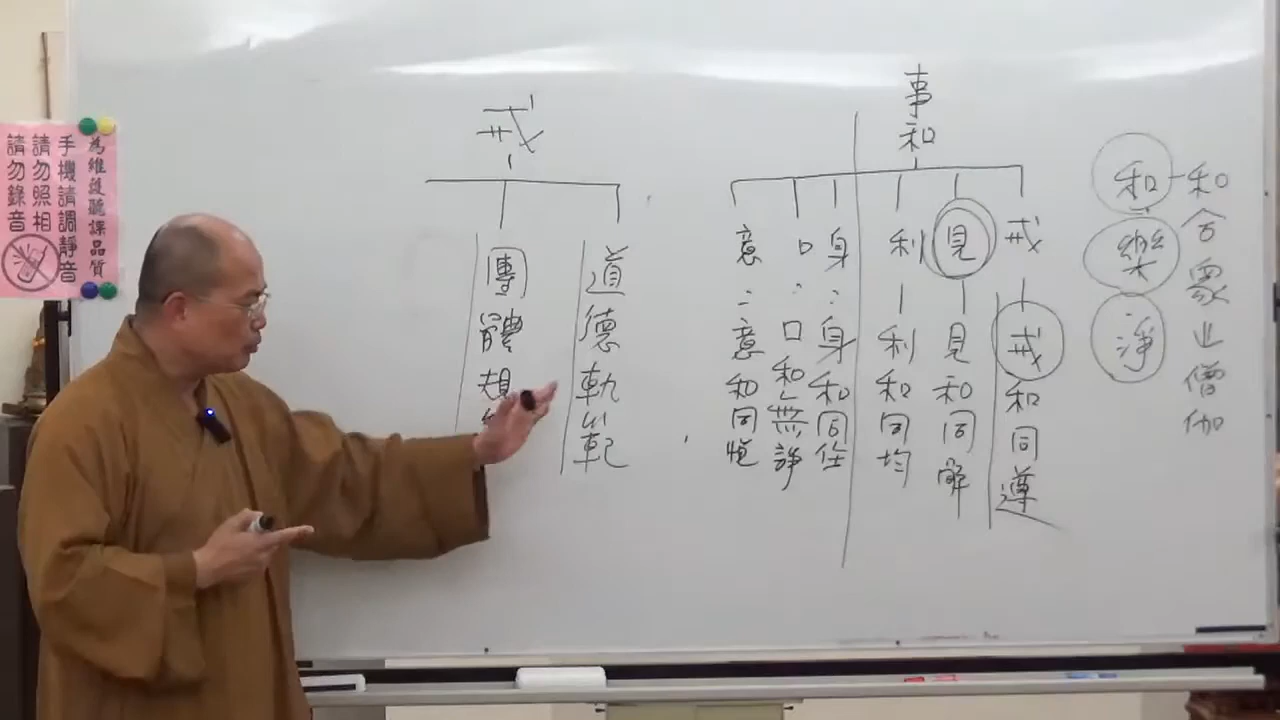 和-和合眾-僧伽
樂
淨
事和
戒 見 利 身 口 意
戒和同遵
見和同解
利和同均
身和同住
口和無諍
意和同悅
戒
道德軌範
團體規
為維護聽課品質
手機請調靜音
請勿照相
請勿錄音